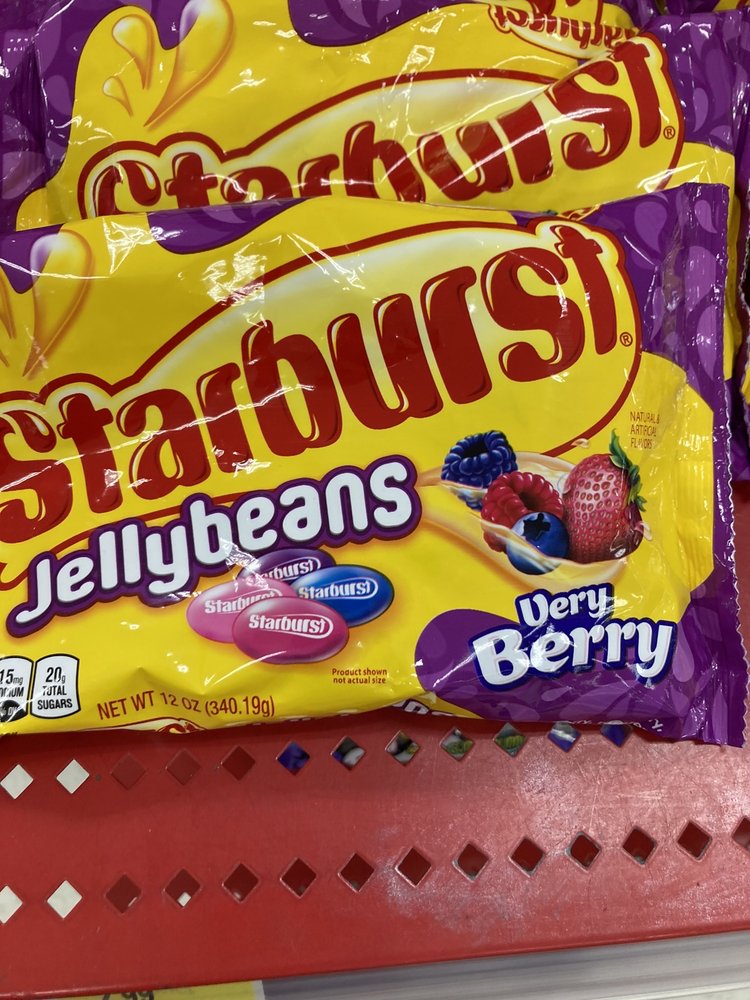 Starburst
Starburst®
Starburst®
NATURAL &
ARTIFICIAL
FLAVORS
Jellybeans
Starburst
Starburst
Starburst
Very
Berry
15mg
20g
TOTAL
SUGARS
Product shown
not actual size
NET WT 12 OZ (340.19g)